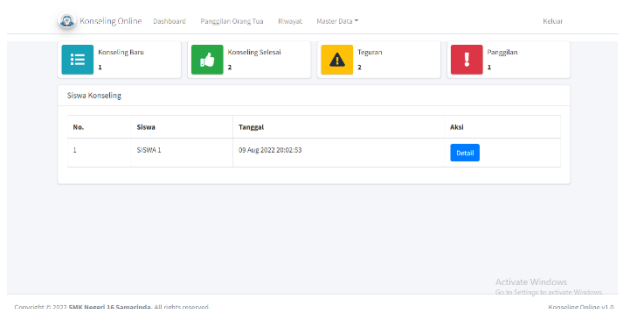 Konseling Online Dashboard Panggilan Orang Tua Riwayat Master Data Keluar
Konseling Baru
1
Konseling Selesai
2
Teguran
2
Panggilan
1
Siswa Konseling
No. Siswa Tanggal Aksi
1 SISWA 1 09 Aug 2022 20:02:53 Detail
Activate Windows
Go to Settings to activate Windows.
Copyright © 2022 SMK Negeri 16 Samarinda. All rights reserved.
Konseling Online v1.0